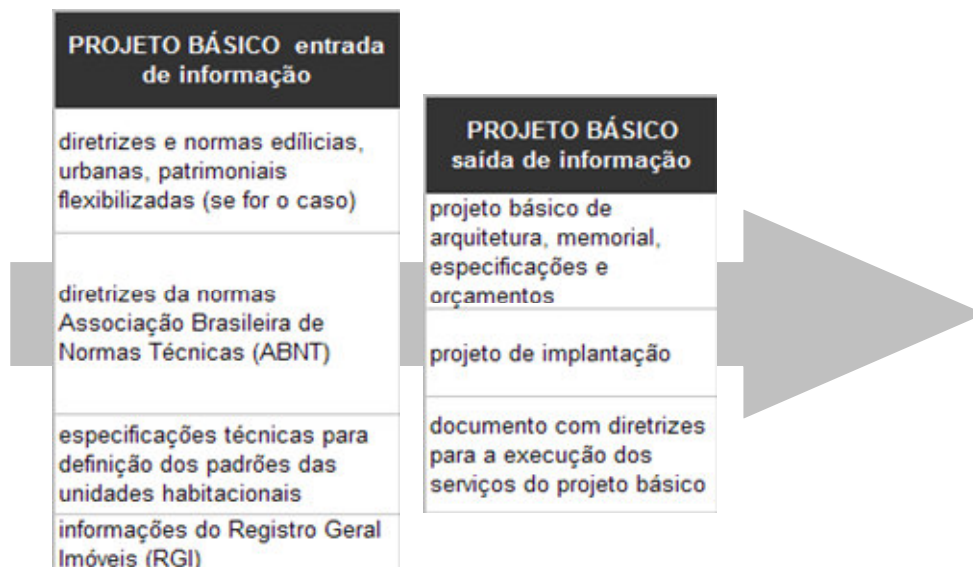 PROJETO BÁSICO entrada
de informação
diretrizes e normas edílicias,
urbanas, patrimoniais
flexibilizadas (se for o caso)
diretrizes da normas
Associação Brasileira de
Normas Técnicas (ABNT)
especificações técnicas para
definição dos padrões das
unidades habitacionais
informações do Registro Geral
Imóveis (RGI)
PROJETO BÁSICO
saída de informação
projeto básico de
arquitetura, memorial,
especificações e
orçamentos
projeto de implantação
documento com diretrizes
para a execução dos
serviços do projeto básico